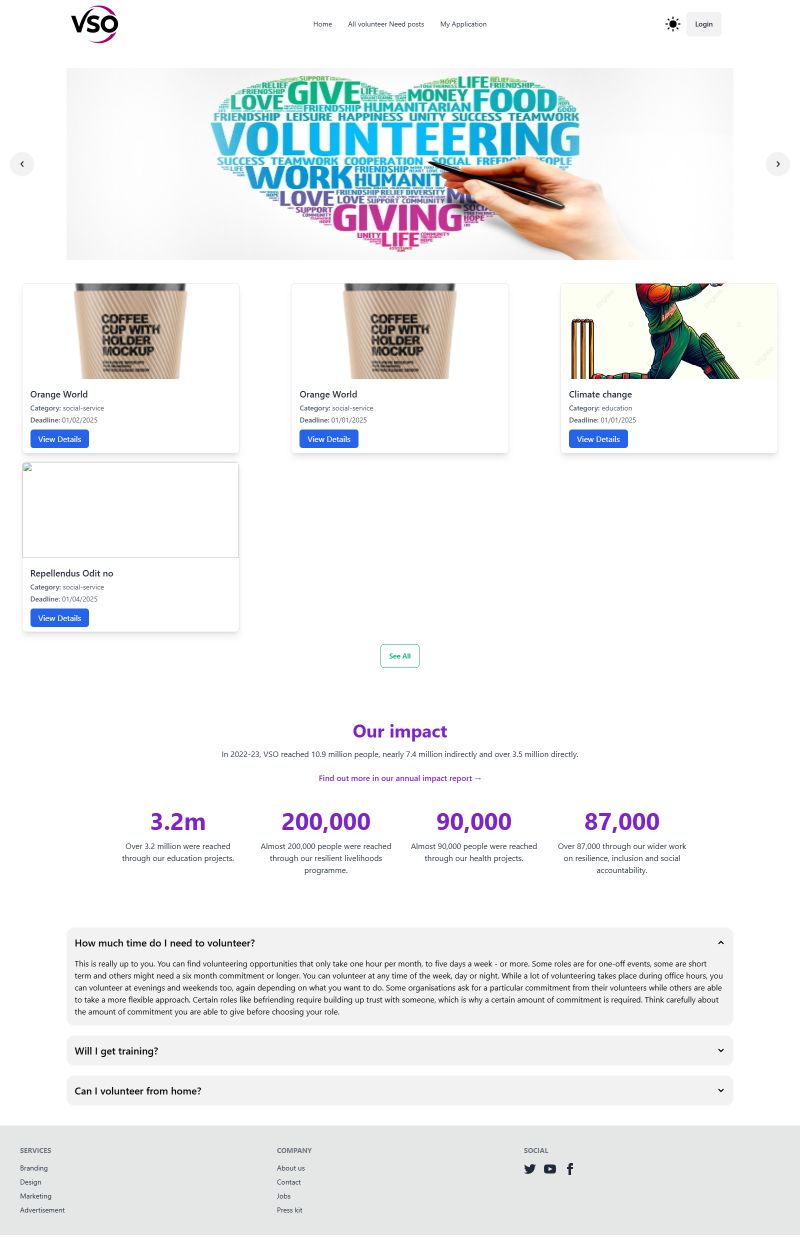 VSO
Home
All volunteer Need posts
My Application
Login
SUPPORT
RELIEF
LIFE
LOVE GIVE MONEY FOOD
FRIENDSHIP HUMANITARIAN
FRIENDSHIP LEISURE HAPPINESS UNITY SUCCESS TEAMWORK
VOLUNTEERING
SUCCESS TEAMWORK COOPERATION SOCIAL
WORK HUMANIT
FRIENDSHIP RELIEF DIVERSITY
LOVE LOVE SUPPORT COMMUNITY
GIVING
UNITY
HOPE
LIFE
‹
›
COFFEE
CUP WITH
HOLDER
MOCKUP
COFFEE
CUP WITH
HOLDER
MOCKUP
Orange World
Category: social-service
Deadline: 01/02/2025
View Details
Orange World
Category: social-service
Deadline: 01/01/2025
View Details
Climate change
Category: education
Deadline: 01/01/2025
View Details
Repellendus Odit no
Category: social-service
Deadline: 01/04/2025
View Details
See All
Our impact
In 2022-23, VSO reached 10.9 million people, nearly 7.4 million indirectly and over 3.5 million directly.
Find out more in our annual impact report →
3.2m
Over 3.2 million were reached
through our education projects.
200,000
Almost 200,000 people were reached
through our resilient livelihoods
programme.
90,000
Almost 90,000 people were reached
through our health projects.
87,000
Over 87,000 through our wider work
on resilience, inclusion and social
accountability.
How much time do I need to volunteer?
This is really up to you. You can find volunteering opportunities that only take one hour per month, to five days a week - or more. Some roles are for one-off events, some are short
term and others might need a six month commitment or longer. You can volunteer at any time of the week, day or night. While a lot of volunteering takes place during office hours, you
can volunteer at evenings and weekends too, again depending on what you want to do. Some organisations ask for a particular commitment from their volunteers while others are able
to take a more flexible approach. Certain roles like befriending require building up trust with someone, which is why a certain amount of commitment is required. Think carefully about
the amount of commitment you are able to give before choosing your role.
Will I get training?
Can I volunteer from home?
SERVICES
Branding
Design
Marketing
Advertisement
COMPANY
About us
Contact
Jobs
Press kit
SOCIAL